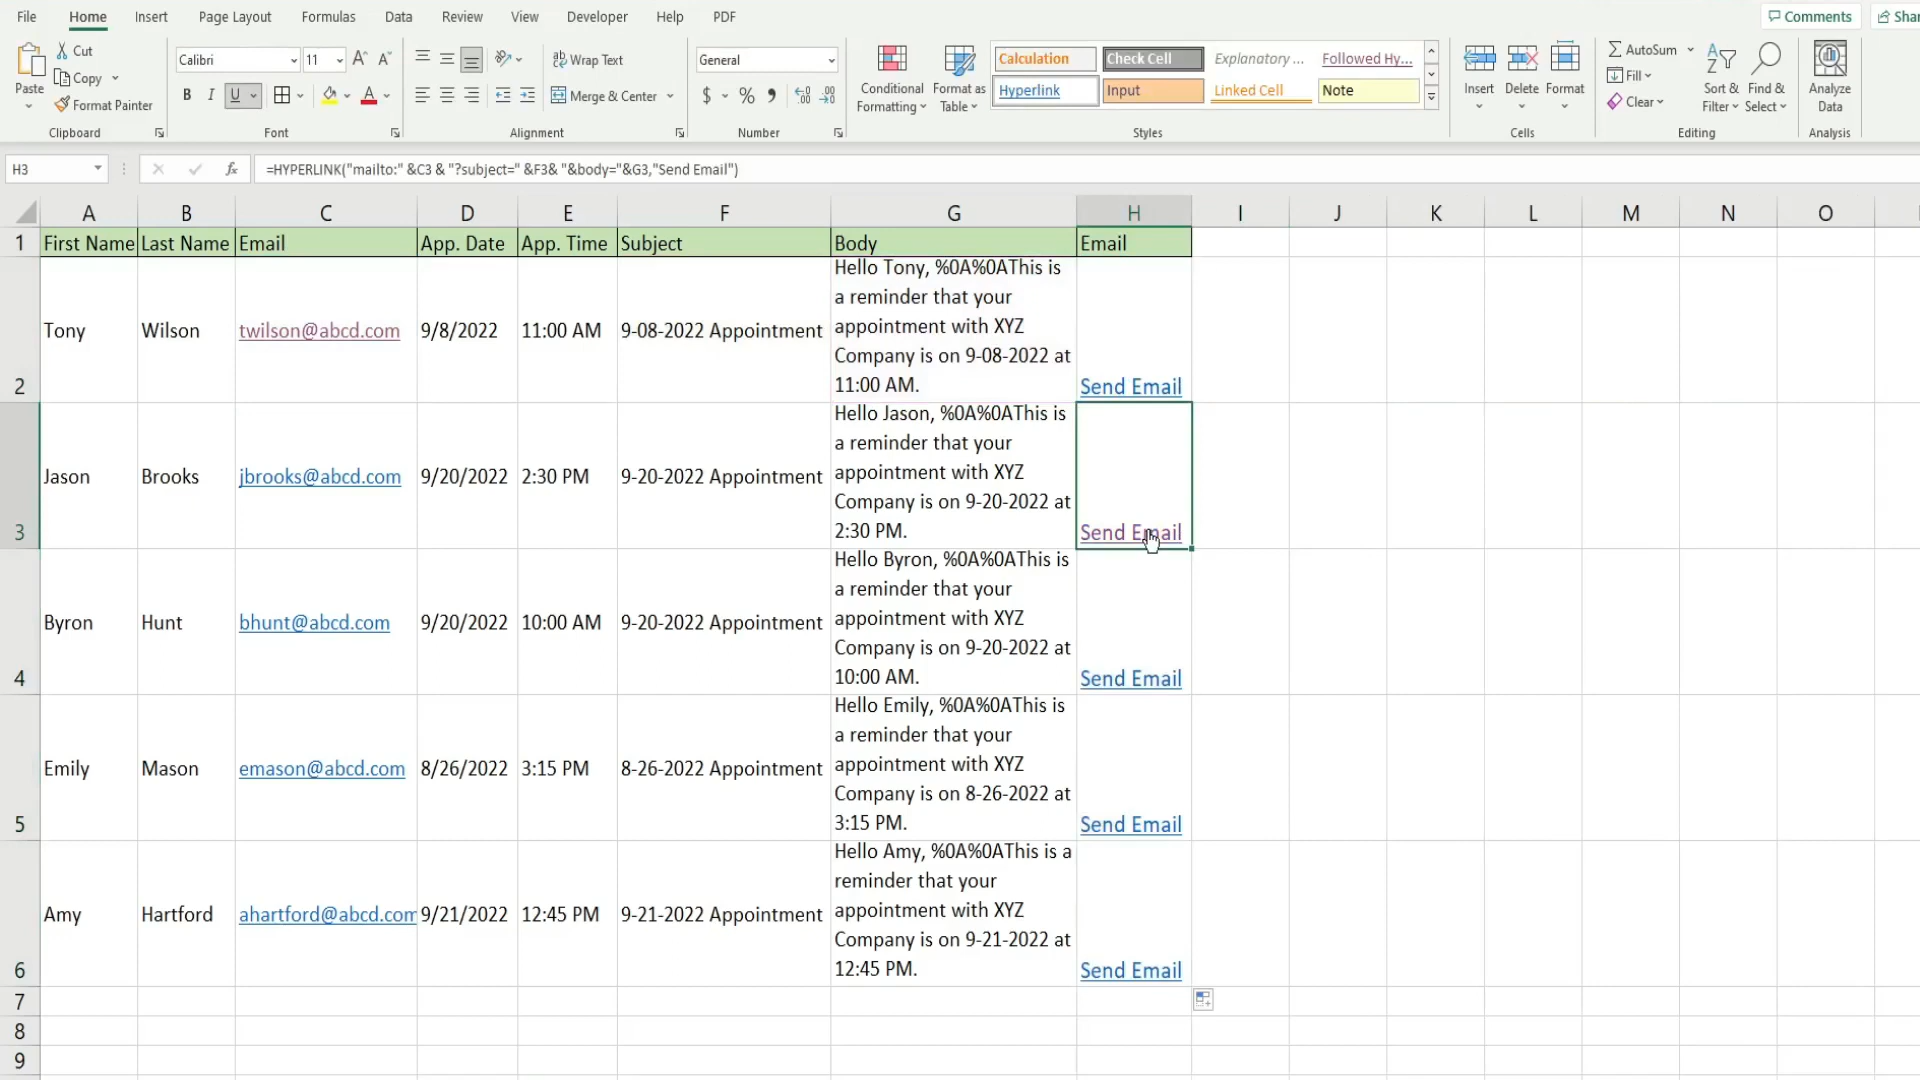 File Home Insert Page Layout Formulas Data Review View Developer Help PDF Comments Shar
Cut Calibri 11 A A Wrap Text General Calculation Check Cell Explanatory ... Followed Hy... AutoSum
Paste Copy Conditional Formatting Format as Table Insert Delete Format Fill Sort & Filter Find & Select Analyze Data
Format Painter B I U A Merge & Center $ % Hyperlink Input Linked Cell Note Clear
Clipboard Font Alignment Number Styles Cells Editing Analysis
H3 fx =HYPERLINK("mailto:" &C3 & "?subject=" &F3& "&body="&G3,"Send Email")
A B C D E F G H I J K L M N O
1 First Name Last Name Email App. Date App. Time Subject Body Email
2 Tony Wilson twilson@abcd.com 9/8/2022 11:00 AM 9-08-2022 Appointment
Hello Tony, %0A%0AThis is
a reminder that your
appointment with XYZ
Company is on 9-08-2022 at
11:00 AM.
Send Email
3 Jason Brooks jbrooks@abcd.com 9/20/2022 2:30 PM 9-20-2022 Appointment
Hello Jason, %0A%0AThis is
a reminder that your
appointment with XYZ
Company is on 9-20-2022 at
2:30 PM.
Send Email
4 Byron Hunt bhunt@abcd.com 9/20/2022 10:00 AM 9-20-2022 Appointment
Hello Byron, %0A%0AThis is
a reminder that your
appointment with XYZ
Company is on 9-20-2022 at
10:00 AM.
Send Email
5 Emily Mason emason@abcd.com 8/26/2022 3:15 PM 8-26-2022 Appointment
Hello Emily, %0A%0AThis is
a reminder that your
appointment with XYZ
Company is on 8-26-2022 at
3:15 PM.
Send Email
6 Amy Hartford ahartford@abcd.com 9/21/2022 12:45 PM 9-21-2022 Appointment
Hello Amy, %0A%0AThis is a
reminder that your
appointment with XYZ
Company is on 9-21-2022 at
12:45 PM.
Send Email
7
8
9